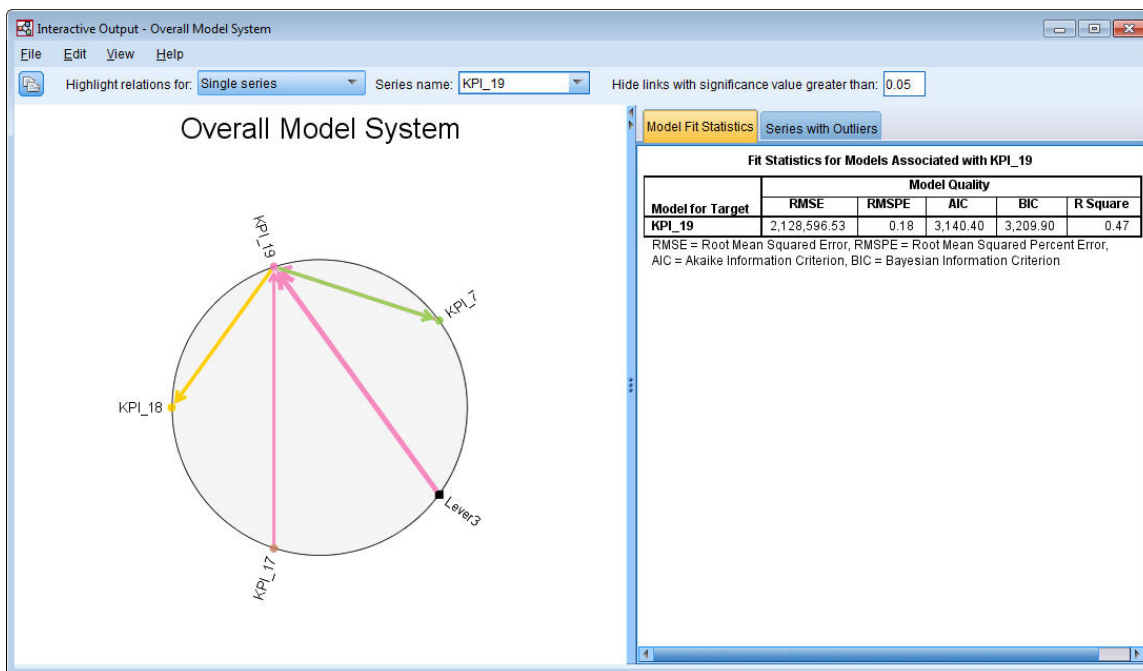 Interactive Output - Overall Model System
File Edit View Help
Highlight relations for: Single series Series name: KPI_19 Hide links with significance value greater than: 0.05
Overall Model System
KPI_19
KPI_7
KPI_18
Lever3
KPI_17
Model Fit Statistics Series with Outliers
Fit Statistics for Models Associated with KPI_19
Model Quality
Model for Target RMSE RMSPE AIC BIC R Square
KPI_19 2,128,596.53 0.18 3,140.40 3,209.90 0.47
RMSE = Root Mean Squared Error, RMSPE = Root Mean Squared Percent Error,
AIC = Akaike Information Criterion, BIC = Bayesian Information Criterion